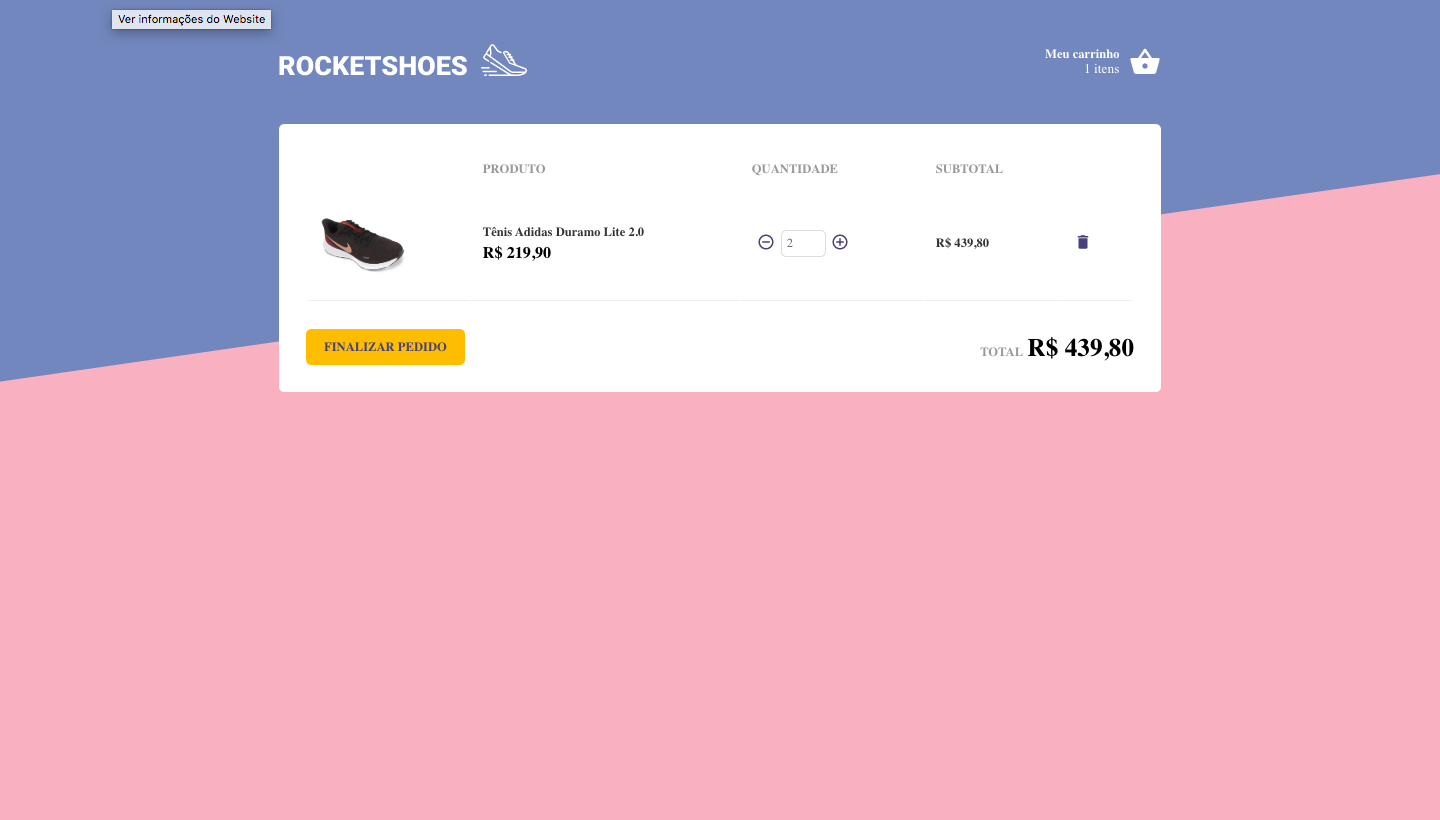 Ver informações do Website
ROCKETSHOES
Meu carrinho
1 itens
PRODUTO QUANTIDADE SUBTOTAL
Tênis Adidas Duramo Lite 2.0
R$ 219,90
2
R$ 439,80
FINALIZAR PEDIDO
TOTAL R$ 439,80